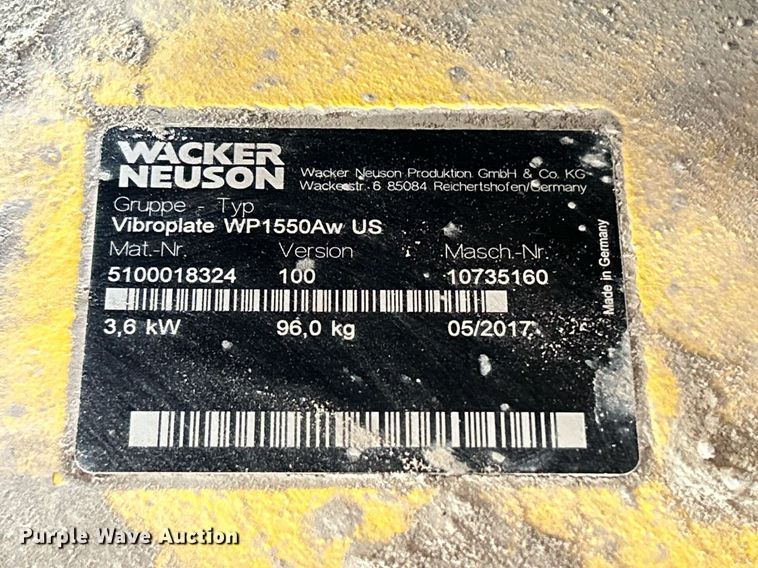 WACKER
NEUSON
Wacker Neuson Produktion GmbH & Co. KG
Wackerstr. 6 85084 Reichertshofen/Germany
Gruppe - Typ
Vibroplate WP1550Aw US
Mat.-Nr. Version Masch.-Nr.
5100018324 100 10735160
3,6 kW 96,0 kg 05/2017
Made in Germany
Purple Wave Auction